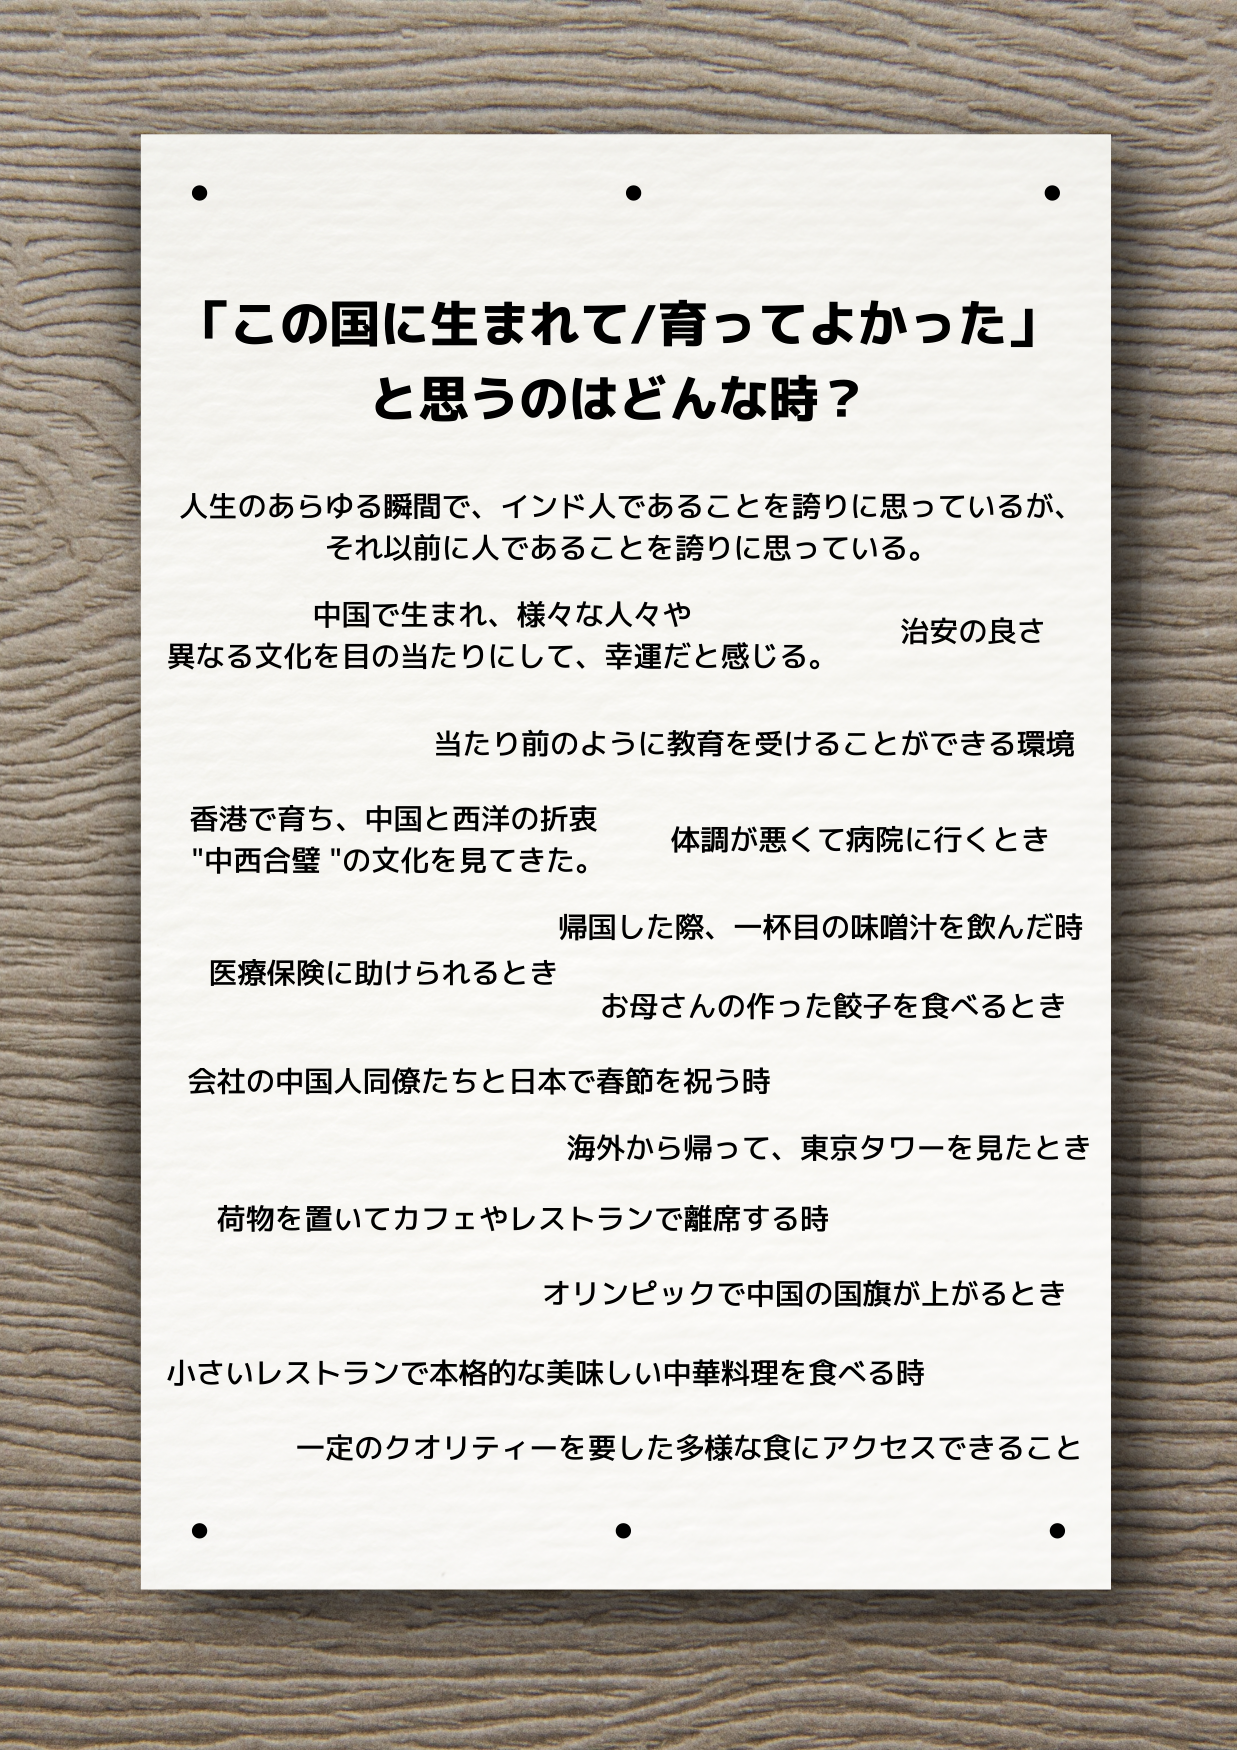 「この国に生まれて/育ってよかった」
と思うのはどんな時？
人生のあらゆる瞬間で、インド人であることを誇りに思っているが、
それ以前に人であることを誇りに思っている。
中国で生まれ、様々な人々や
異なる文化を目の当たりにして、幸運だと感じる。
治安の良さ
当たり前のように教育を受けることができる環境
香港で育ち、中国と西洋の折衷
"中西合璧 "の文化を見てきた。
体調が悪くて病院に行くとき
帰国した際、一杯目の味噌汁を飲んだ時
医療保険に助けられるとき
お母さんの作った餃子を食べるとき
会社の中国人同僚たちと日本で春節を祝う時
海外から帰って、東京タワーを見たとき
荷物を置いてカフェやレストランで離席する時
オリンピックで中国の国旗が上がるとき
小さいレストランで本格的な美味しい中華料理を食べる時
一定のクオリティーを要した多様な食にアクセスできること